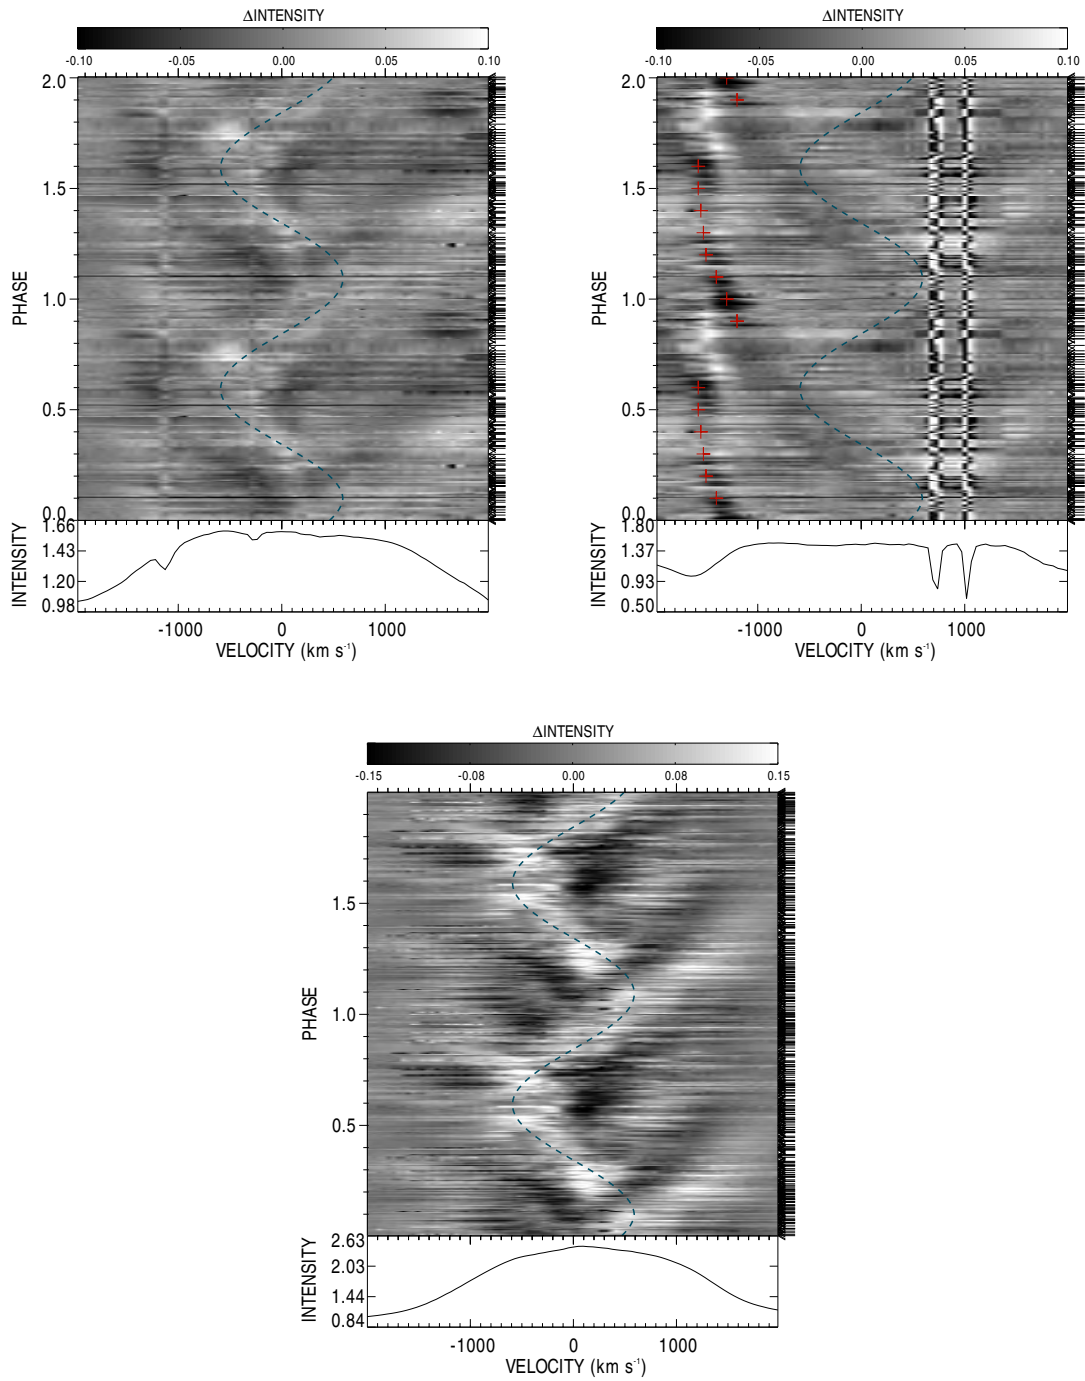 ΔINTENSITY
-0.10 -0.05 0.00 0.05 0.10
2.0
1.5
1.0
0.5
0.0
PHASE
1.66
1.43
1.20
0.98
INTENSITY
-1000 0 1000
VELOCITY (km s-1)
ΔINTENSITY
-0.10 -0.05 0.00 0.05 0.10
2.0
1.5
1.0
0.5
0.0
PHASE
1.80
1.37
0.93
0.50
INTENSITY
-1000 0 1000
VELOCITY (km s-1)
ΔINTENSITY
-0.15 -0.08 0.00 0.08 0.15
1.5
1.0
0.5
PHASE
2.63
2.03
1.44
0.84
INTENSITY
-1000 0 1000
VELOCITY (km s-1)